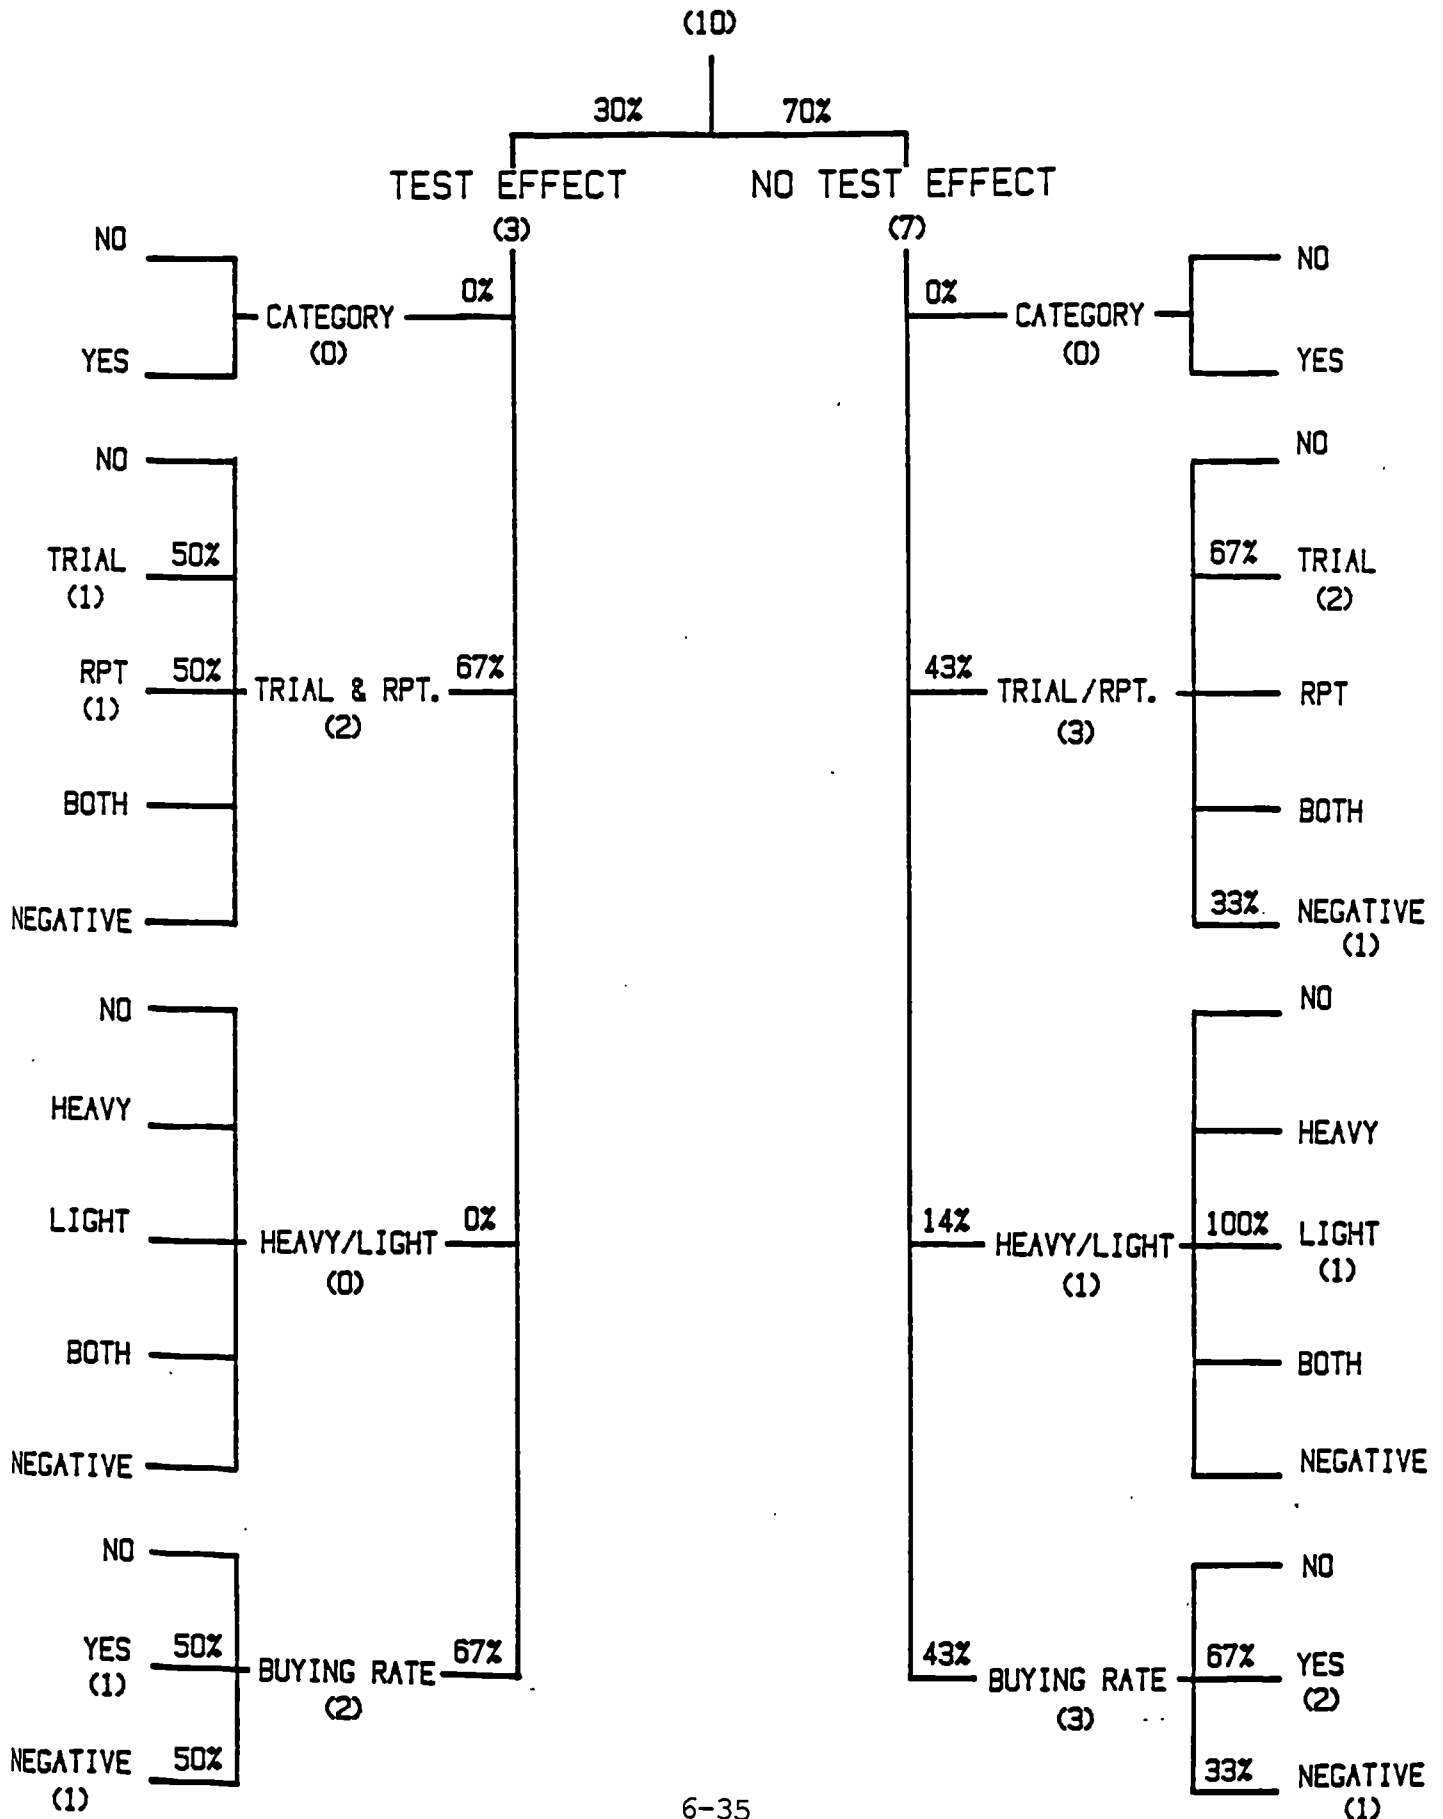 (10)
30% 70%
TEST EFFECT NO TEST EFFECT
(3) (7)
NO
0%
CATEGORY
(0)
YES
NO
TRIAL 50%
(1)
RPT 50%
(1)
TRIAL & RPT. 67%
(2)
BOTH
NEGATIVE
NO
HEAVY
LIGHT
HEAVY/LIGHT 0%
(0)
BOTH
NEGATIVE
NO
YES 50%
(1)
BUYING RATE 67%
(2)
NEGATIVE 50%
(1)
NO
0% CATEGORY
(0)
YES
NO
67% TRIAL
(2)
43% TRIAL/RPT.
(3)
RPT
BOTH
33% NEGATIVE
(1)
NO
HEAVY
14% HEAVY/LIGHT
(1)
100% LIGHT
(1)
BOTH
NEGATIVE
NO
43% BUYING RATE
(3)
67% YES
(2)
33% NEGATIVE
(1)
6-35